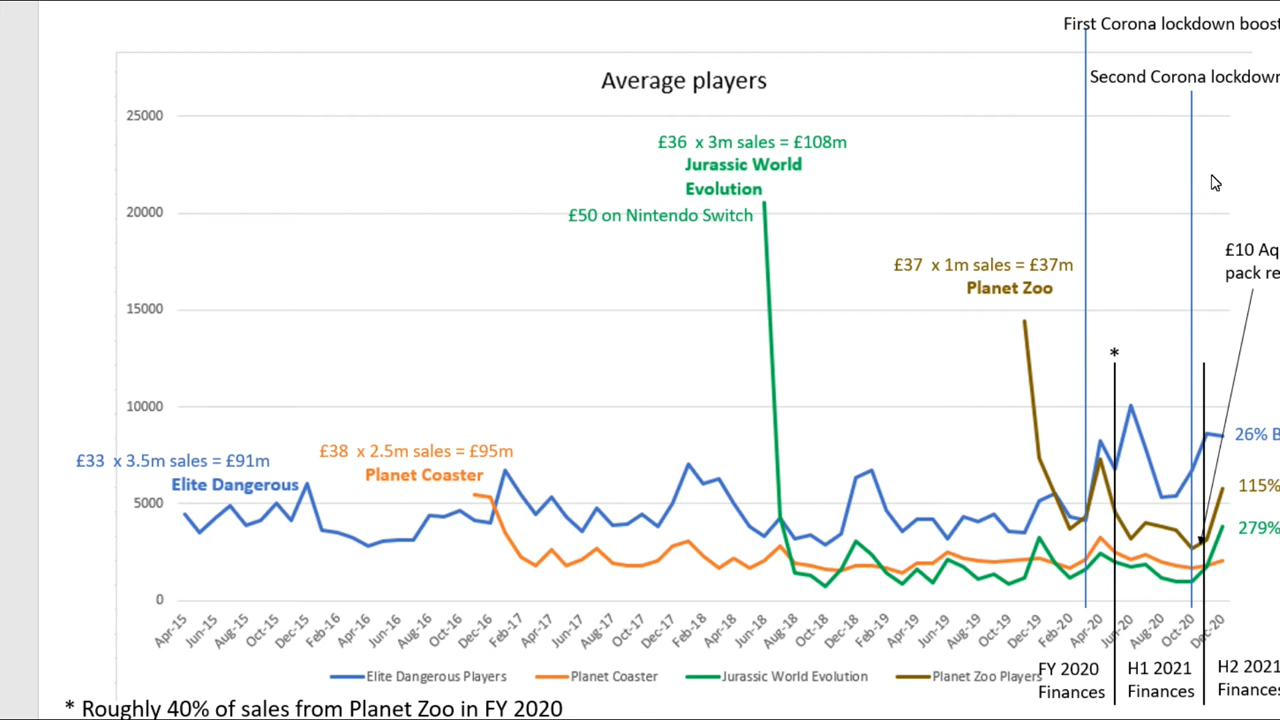 First Corona lockdown boost
Second Corona lockdown
Average players
25000
20000
15000
10000
5000
0
£36 x 3m sales = £108m
Jurassic World
Evolution
£50 on Nintendo Switch
£37 x 1m sales = £37m
Planet Zoo
£10 Aq
pack re
*
£38 x 2.5m sales = £95m
Planet Coaster
£33 x 3.5m sales = £91m
Elite Dangerous
26% B
115%
279%
Apr-15
Jun-15
Aug-15
Oct-15
Dec-15
Feb-16
Apr-16
Jun-16
Aug-16
Oct-16
Dec-16
Feb-17
Apr-17
Jun-17
Aug-17
Oct-17
Dec-17
Feb-18
Apr-18
Jun-18
Aug-18
Oct-18
Dec-18
Feb-19
Apr-19
Jun-19
Aug-19
Oct-19
Dec-19
Feb-20
Apr-20
Jun-20
Aug-20
Oct-20
Dec-20
Elite Dangerous Players
Planet Coaster
Jurassic World Evolution
Planet Zoo Players
FY 2020
Finances
H1 2021
Finances
H2 2021
Finances
* Roughly 40% of sales from Planet Zoo in FY 2020